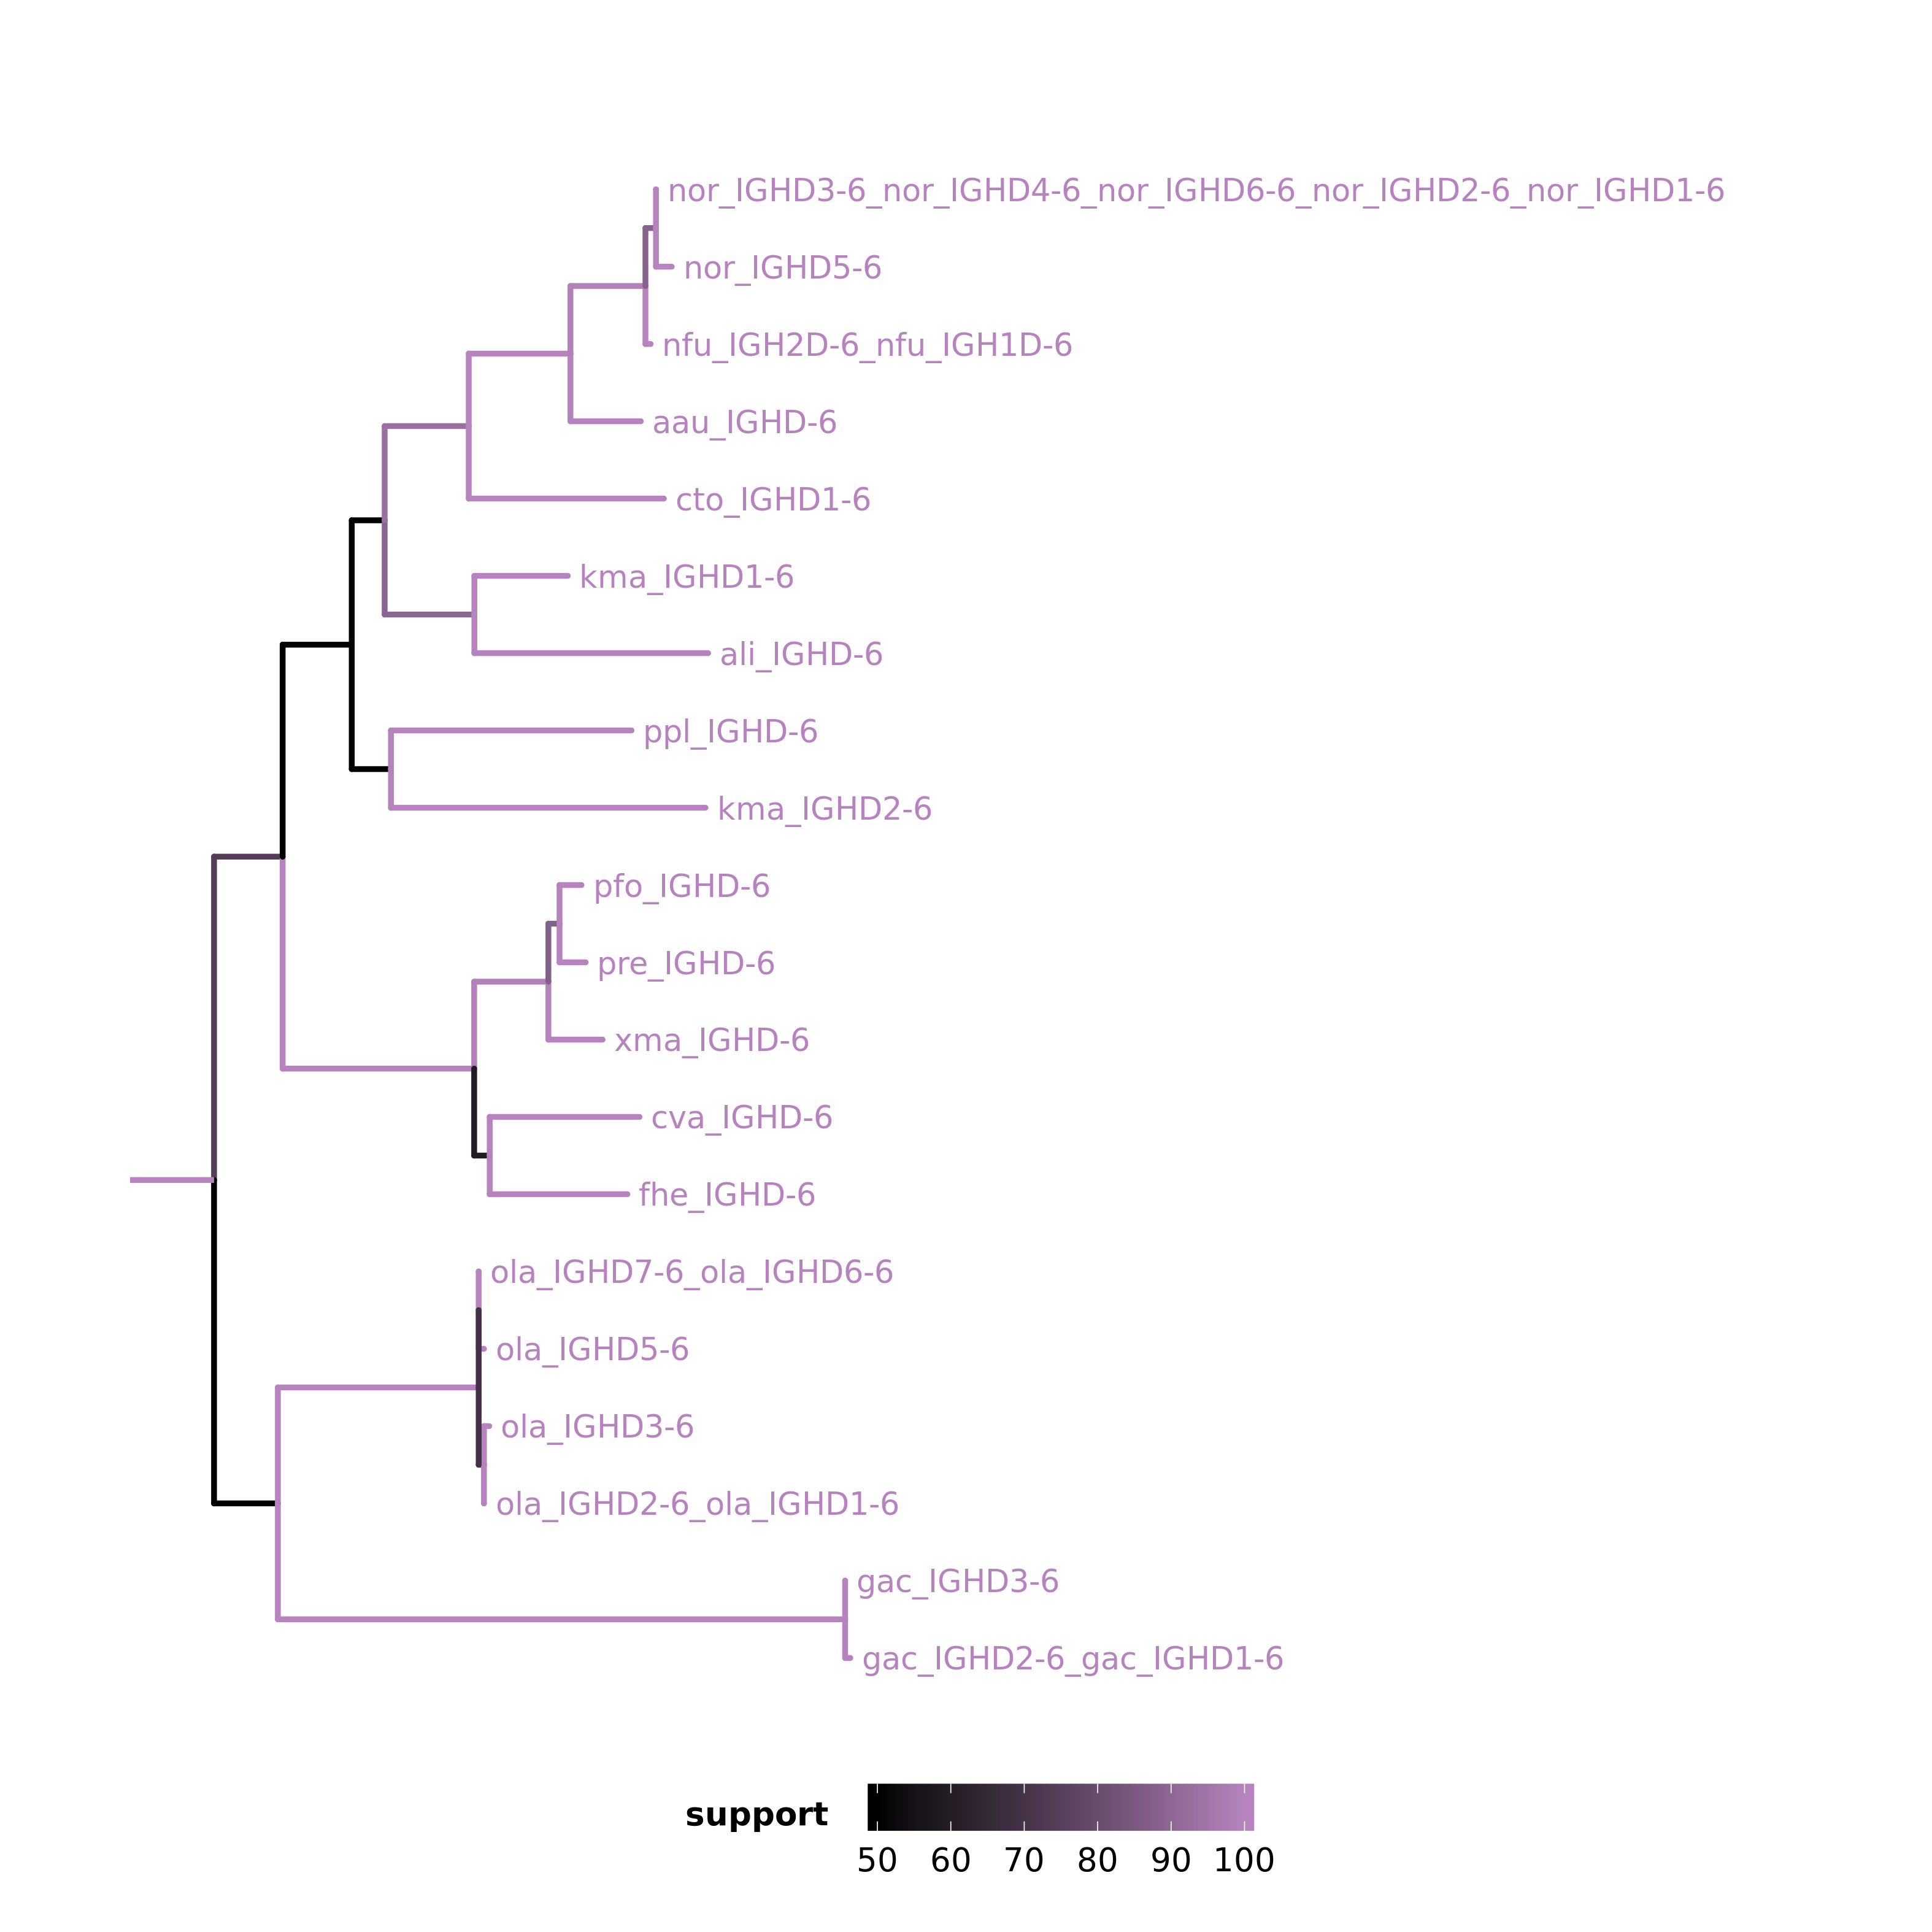 nor_IGHD3-6_nor_IGHD4-6_nor_IGHD6-6_nor_IGHD2-6_nor_IGHD1-6
nor_IGHD5-6
nfu_IGH2D-6_nfu_IGH1D-6
aau_IGHD-6
cto_IGHD1-6
kma_IGHD1-6
ali_IGHD-6
ppl_IGHD-6
kma_IGHD2-6
pfo_IGHD-6
pre_IGHD-6
xma_IGHD-6
cva_IGHD-6
fhe_IGHD-6
ola_IGHD7-6_ola_IGHD6-6
ola_IGHD5-6
ola_IGHD3-6
ola_IGHD2-6_ola_IGHD1-6
gac_IGHD3-6
gac_IGHD2-6_gac_IGHD1-6
support
50 60 70 80 90 100